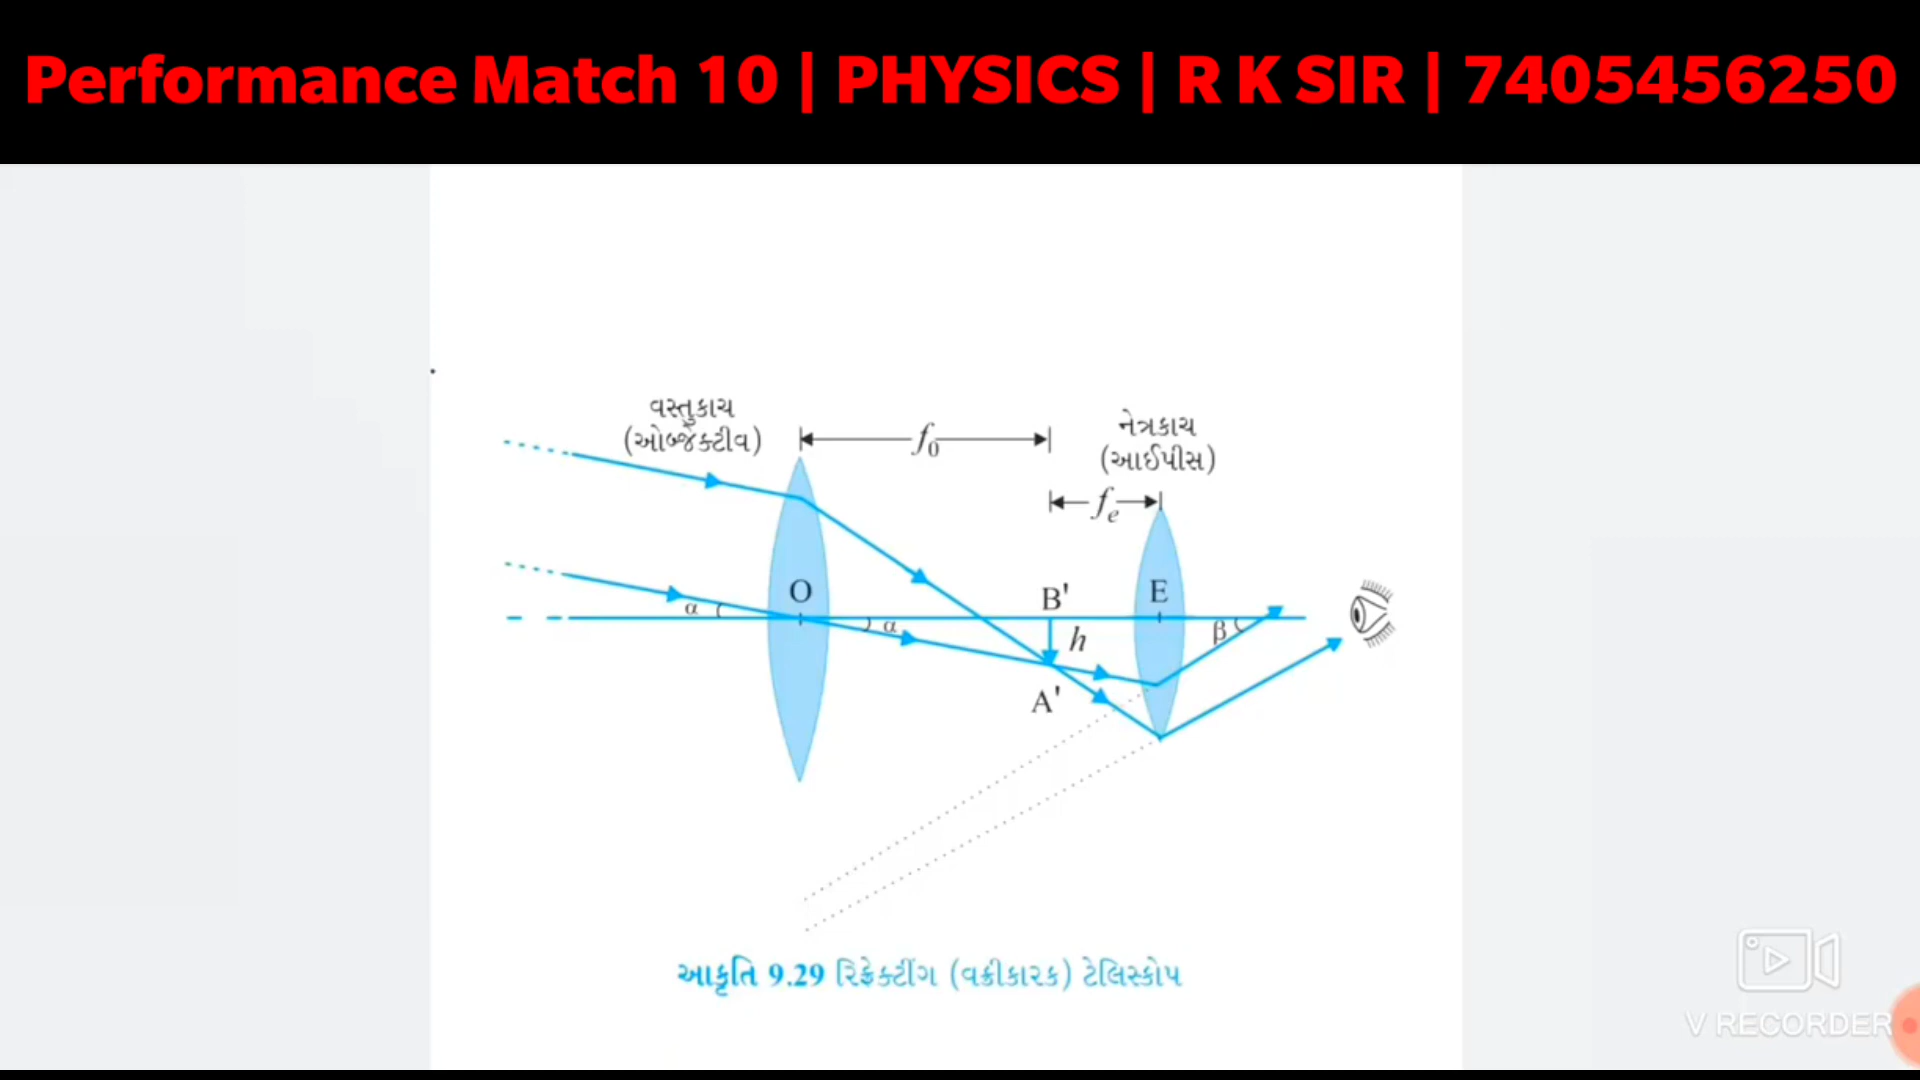 Performance Match 10 | PHYSICS | R K SIR | 7405456250
વસ્તુકાચ
(ઓબ્જેક્ટીવ)
f₀
નેત્રકાચ
(આઈપીસ)
fₑ
O
B'
E
α
α
h
β
A'
આકૃતિ 9.29 રિફ્રેક્ટીંગ (વક્રીકારક) ટેલિસ્કોપ
V RECORDER